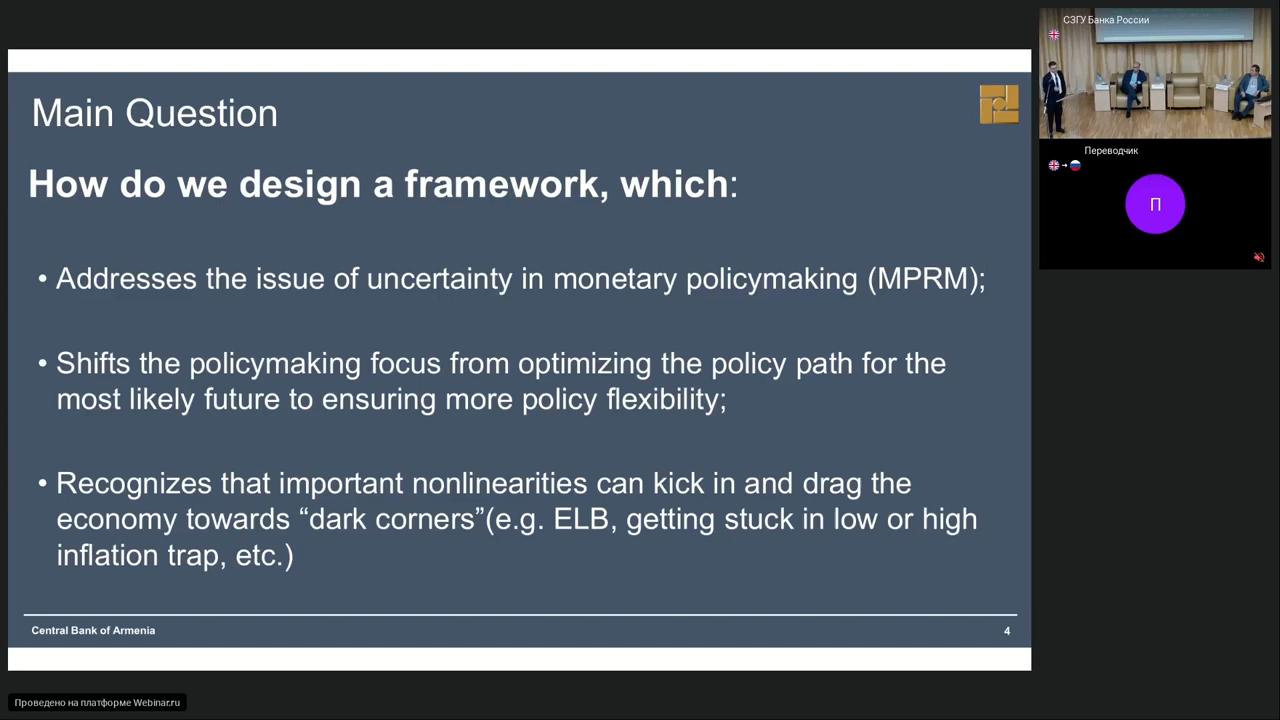 Main Question
How do we design a framework, which:
• Addresses the issue of uncertainty in monetary policymaking (MPRM);
• Shifts the policymaking focus from optimizing the policy path for the
most likely future to ensuring more policy flexibility;
• Recognizes that important nonlinearities can kick in and drag the
economy towards “dark corners”(e.g. ELB, getting stuck in low or high
inflation trap, etc.)
Central Bank of Armenia
4
СЗГУ Банка России
Переводчик
П
Проведено на платформе Webinar.ru